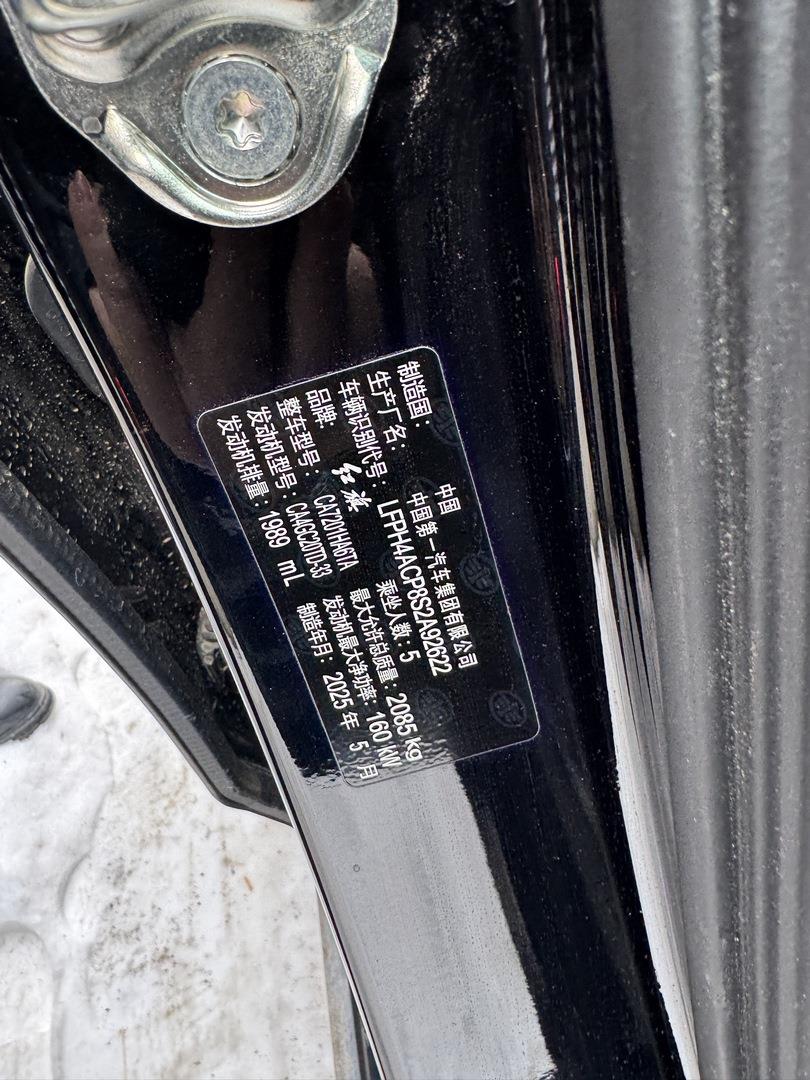 制造国: 中国
生产厂名: 中国第一汽车集团有限公司
车辆识别代号: LFPH4ACP8S2A92622
品牌: 红旗 乘坐人数: 5
整车型号: CA7201HA6TA 最大允许总质量: 2085 kg
发动机型号: CA4GC20TD-33 发动机最大净功率: 160 kW
发动机排量: 1989 mL 制造年月: 2025 年 5 月